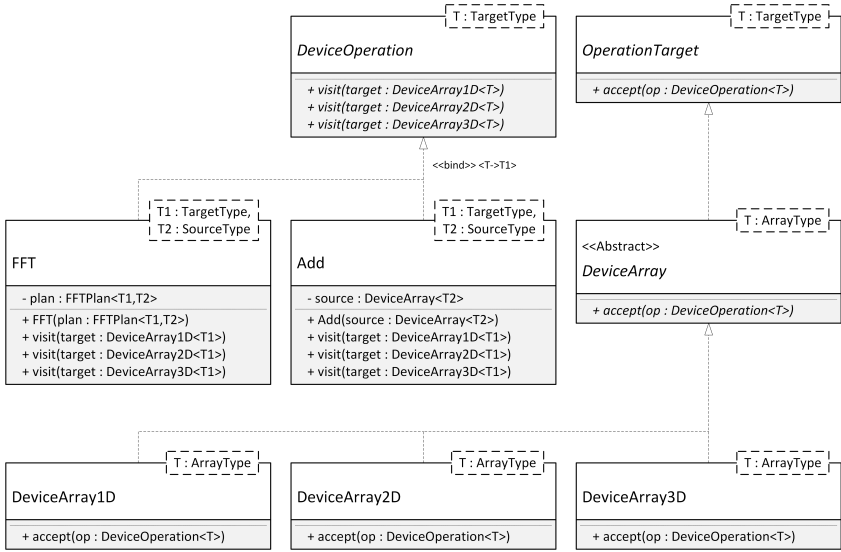 T : TargetType
DeviceOperation
+ visit(target : DeviceArray1D<T>)
+ visit(target : DeviceArray2D<T>)
+ visit(target : DeviceArray3D<T>)
T : TargetType
OperationTarget
+ accept(op : DeviceOperation<T>)
<<bind>> <T->T1>
T1 : TargetType,
T2 : SourceType
FFT
- plan : FFTPlan<T1,T2>
+ FFT(plan : FFTPlan<T1,T2>)
+ visit(target : DeviceArray1D<T1>)
+ visit(target : DeviceArray2D<T1>)
+ visit(target : DeviceArray3D<T1>)
T1 : TargetType,
T2 : SourceType
Add
- source : DeviceArray<T2>
+ Add(source : DeviceArray<T2>)
+ visit(target : DeviceArray1D<T1>)
+ visit(target : DeviceArray2D<T1>)
+ visit(target : DeviceArray3D<T1>)
T : ArrayType
<<Abstract>>
DeviceArray
+ accept(op : DeviceOperation<T>)
T : ArrayType
DeviceArray1D
+ accept(op : DeviceOperation<T>)
T : ArrayType
DeviceArray2D
+ accept(op : DeviceOperation<T>)
T : ArrayType
DeviceArray3D
+ accept(op : DeviceOperation<T>)